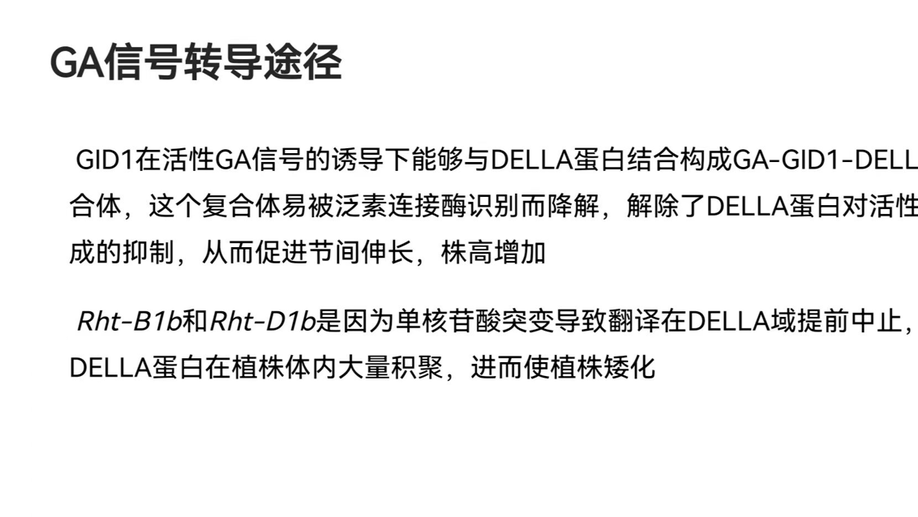 GA信号转导途径
GID1在活性GA信号的诱导下能够与DELLA蛋白结合构成GA-GID1-DELL
合体，这个复合体易被泛素连接酶识别而降解，解除了DELLA蛋白对活性
成的抑制，从而促进节间伸长，株高增加
Rht-B1b和Rht-D1b是因为单核苷酸突变导致翻译在DELLA域提前中止，
DELLA蛋白在植株体内大量积聚，进而使植株矮化